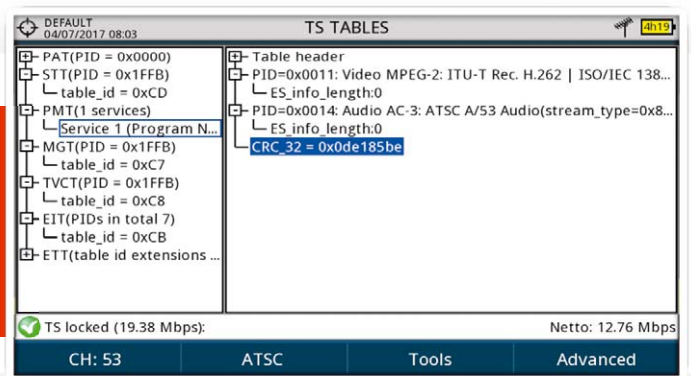 DEFAULT
04/07/2017 08:03
TS TABLES
4h19
PAT(PID = 0x0000)
STT(PID = 0x1FFB)
table_id = 0xCD
PMT(1 services)
Service 1 (Program N...
MGT(PID = 0x1FFB)
table_id = 0xC7
TVCT(PID = 0x1FFB)
table_id = 0xC8
EIT(PIDs in total 7)
table_id = 0xCB
ETT(table id extensions ...
Table header
PID=0x0011: Video MPEG-2: ITU-T Rec. H.262 | ISO/IEC 138...
ES_info_length:0
PID=0x0014: Audio AC-3: ATSC A/53 Audio(stream_type=0x8...
ES_info_length:0
CRC_32 = 0x0de185be
TS locked (19.38 Mbps):
Netto: 12.76 Mbps
CH: 53
ATSC
Tools
Advanced